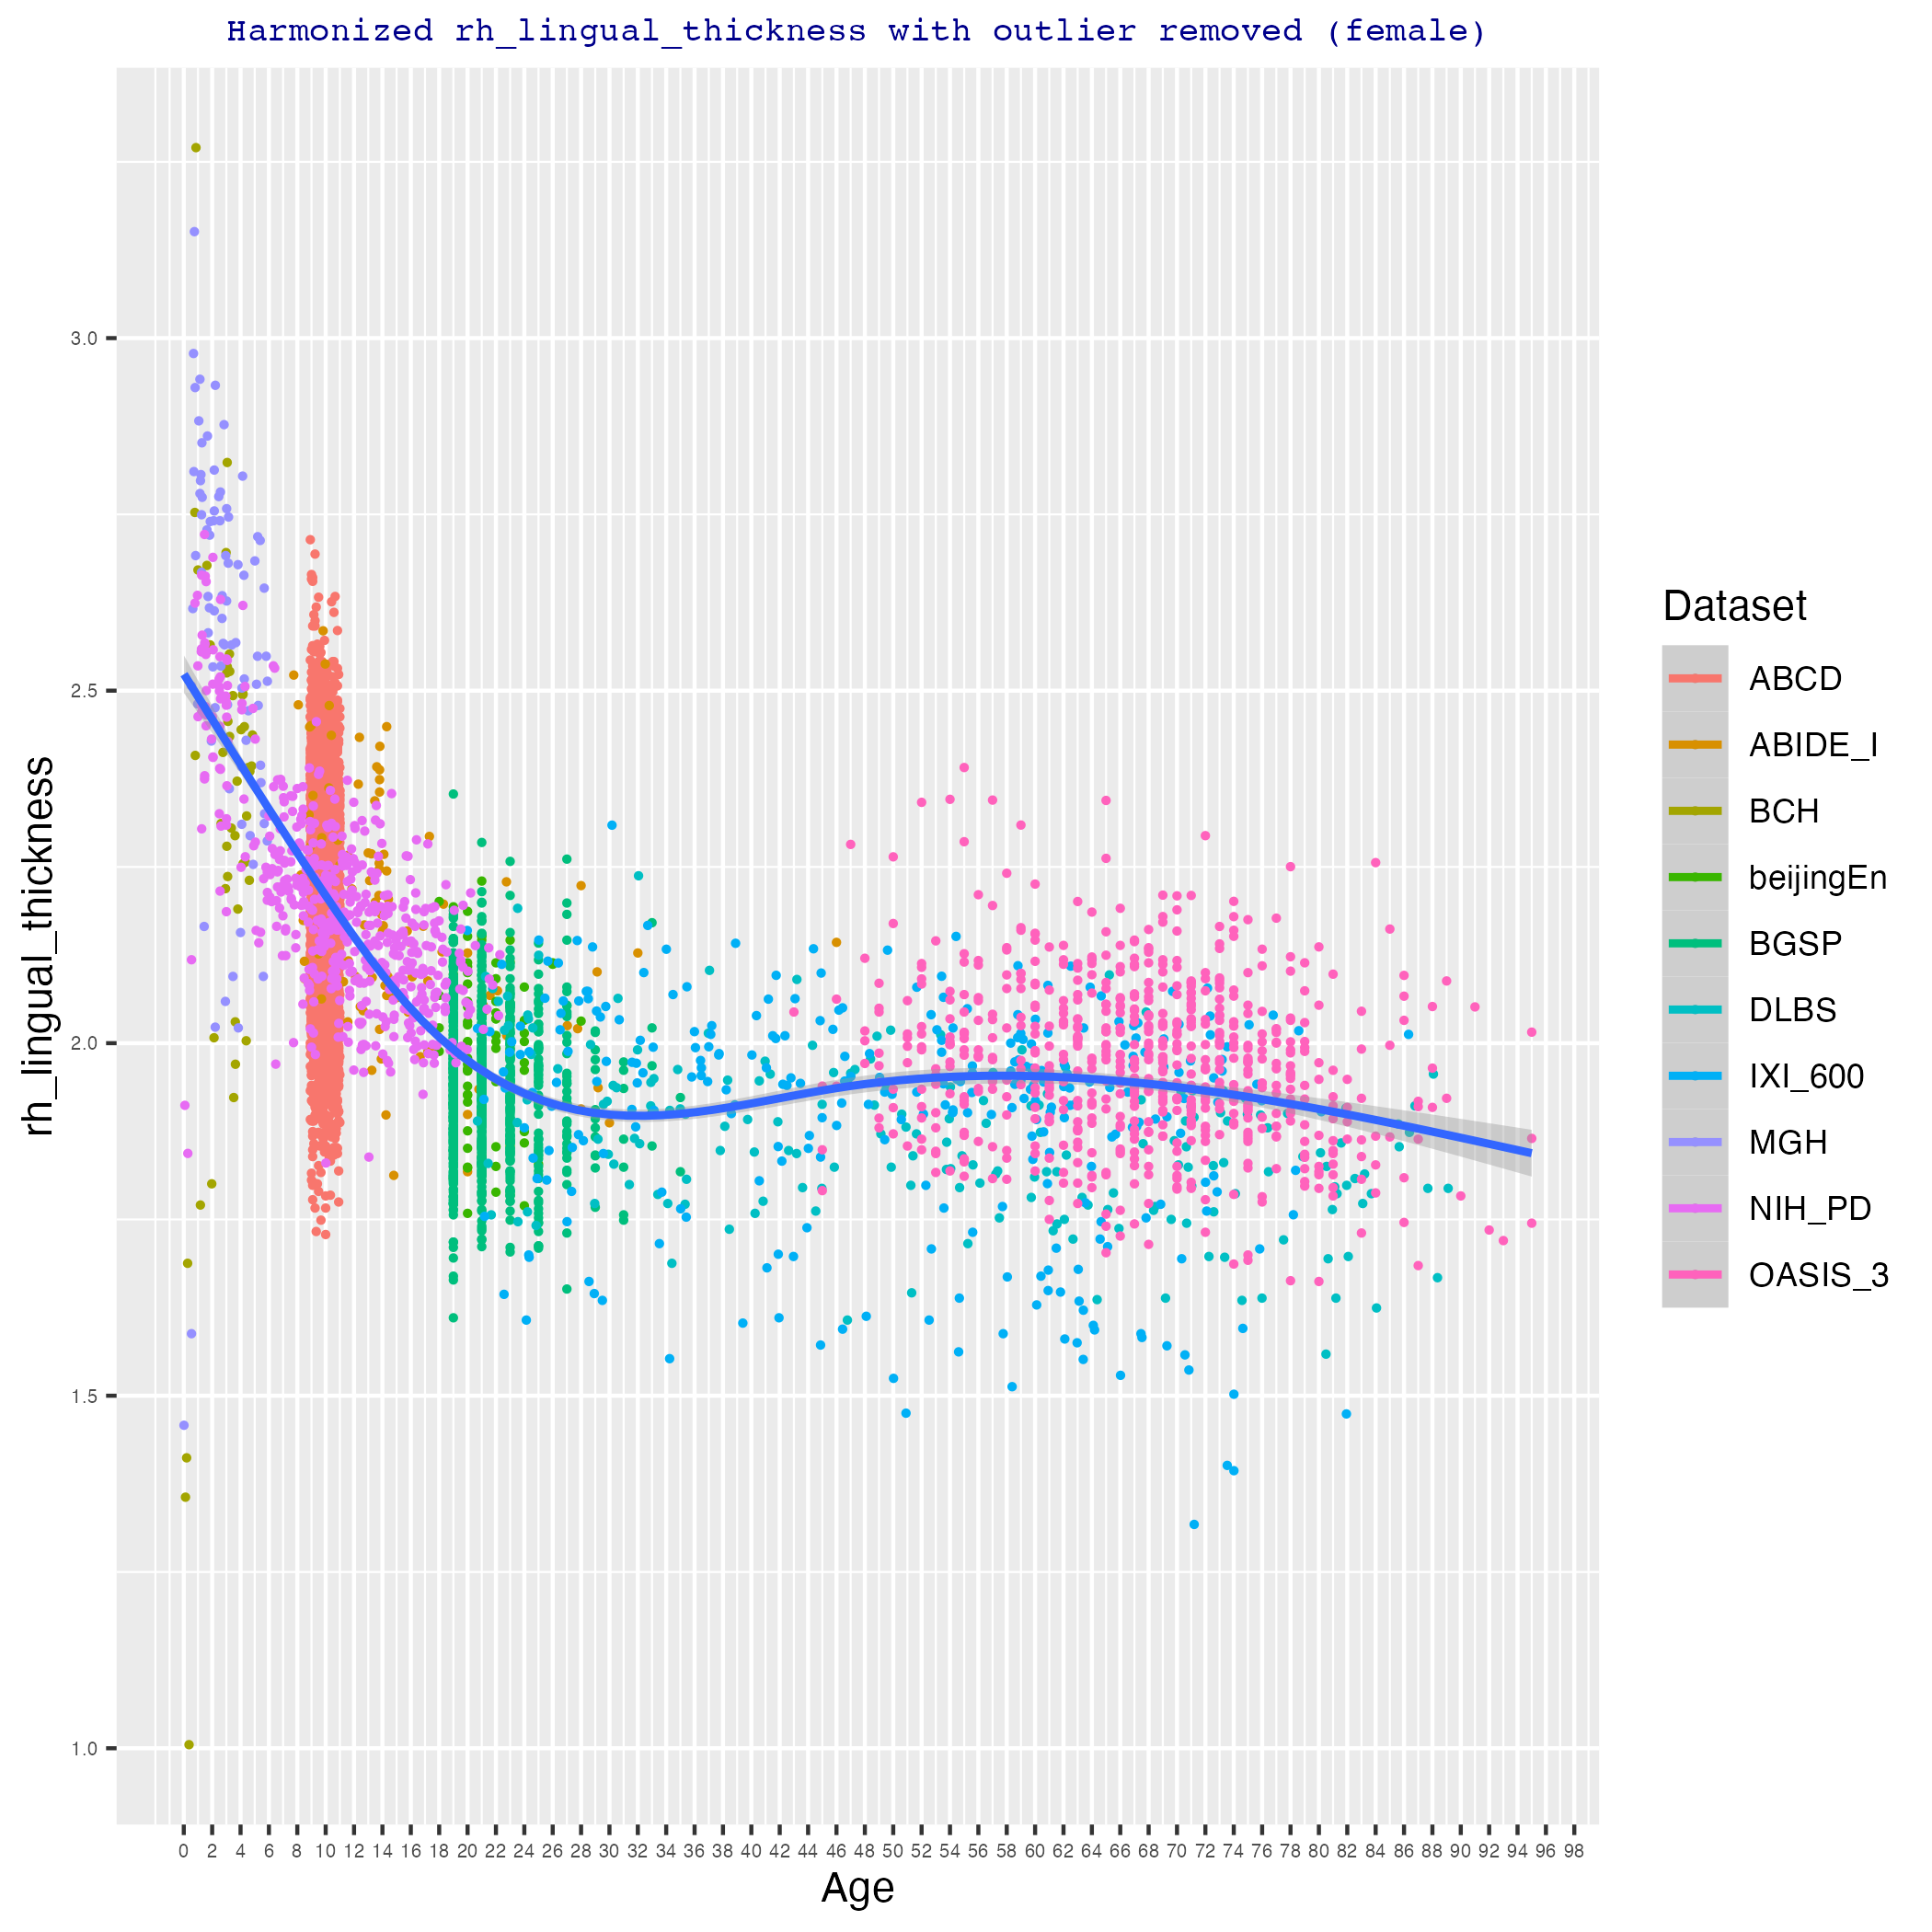 Harmonized rh_lingual_thickness with outlier removed (female)
rh_lingual_thickness
3.0
2.5
2.0
1.5
1.0
0 2 4 6 8 10 12 14 16 18 20 22 24 26 28 30 32 34 36 38 40 42 44 46 48 50 52 54 56 58 60 62 64 66 68 70 72 74 76 78 80 82 84 86 88 90 92 94 96 98
Age
Dataset
ABCD
ABIDE_I
BCH
beijingEn
BGSP
DLBS
IXI_600
MGH
NIH_PD
OASIS_3